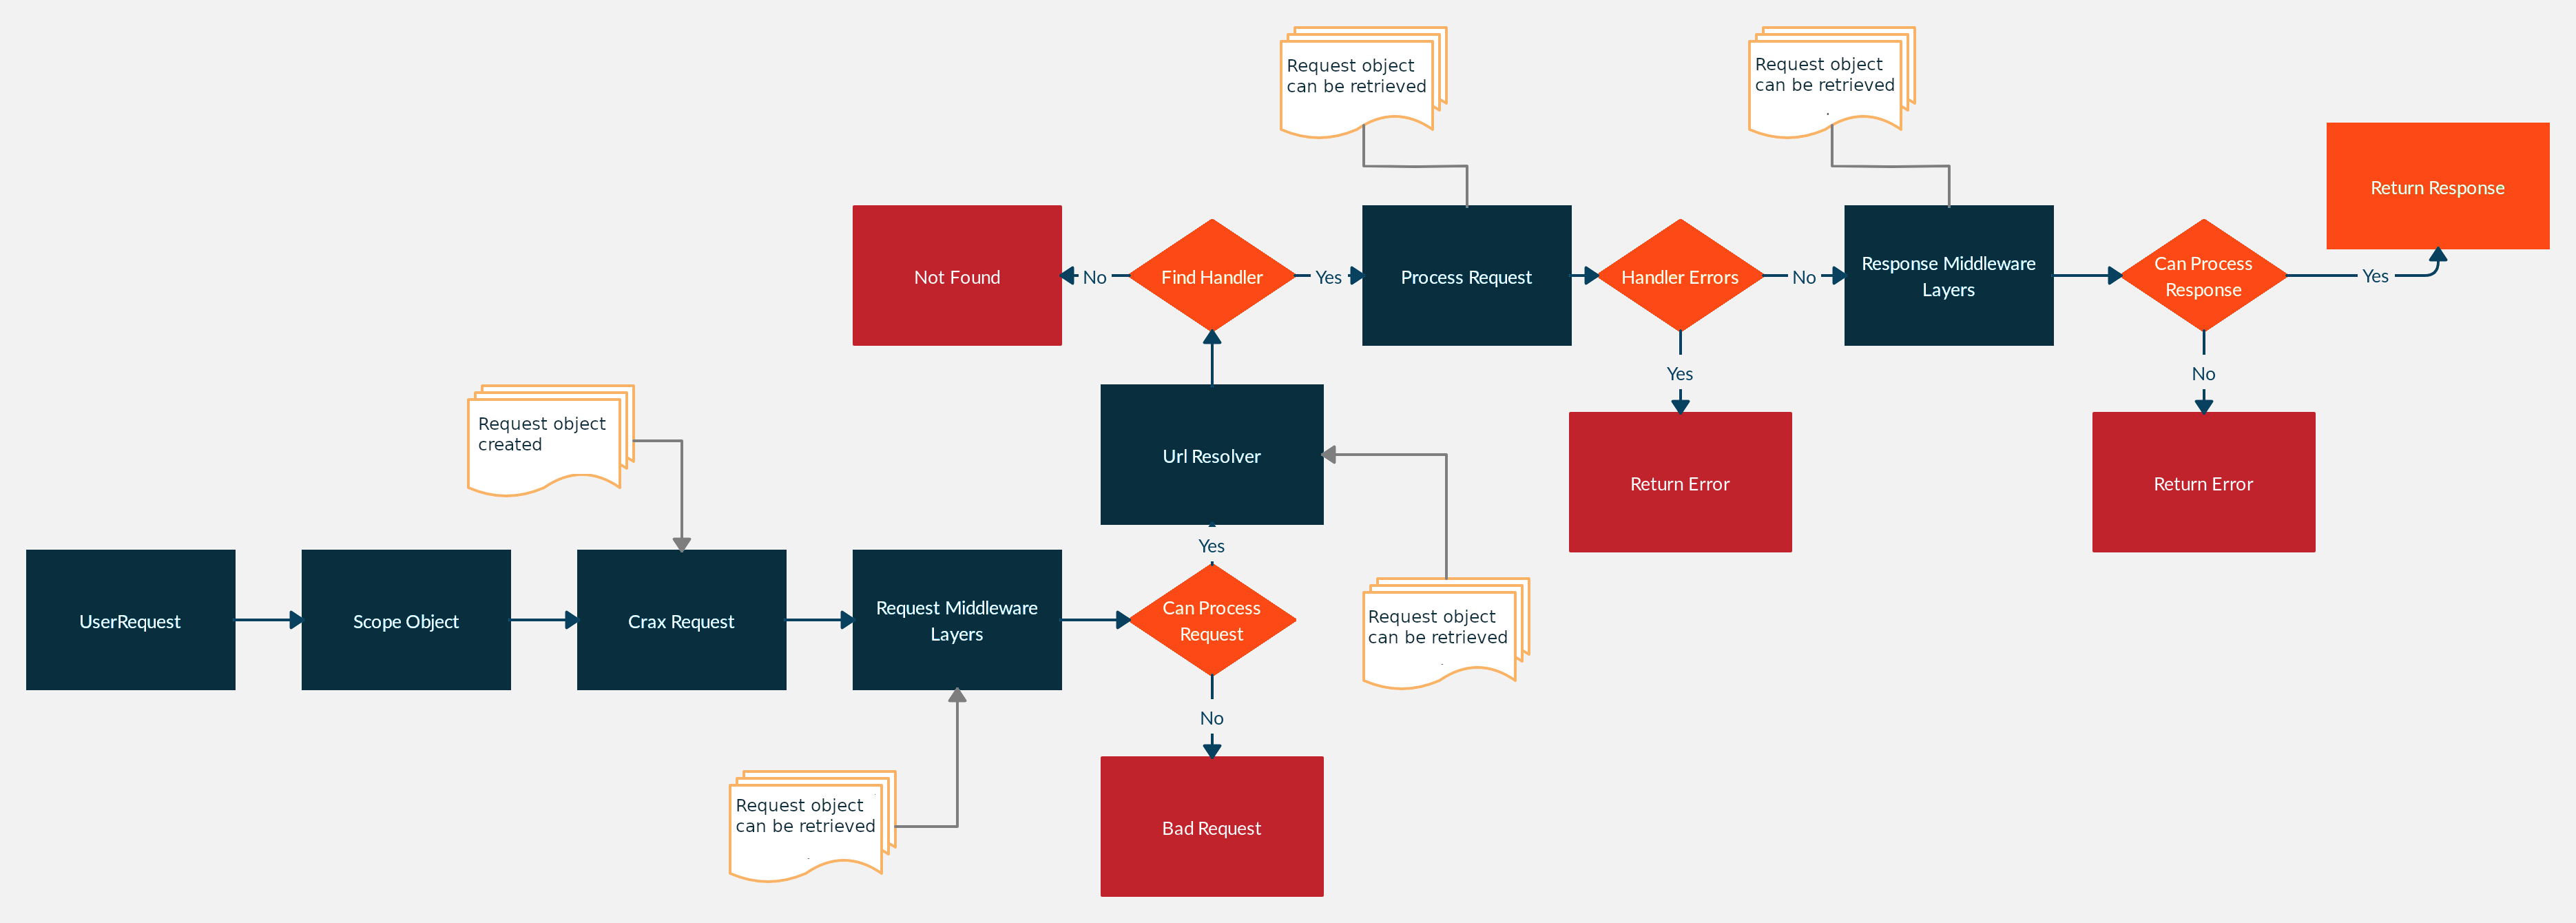 Request object
can be retrieved
Request object
can be retrieved
Return Response
Not Found
No
Find Handler
Yes
Process Request
Handler Errors
No
Response Middleware
Layers
Can Process
Response
Yes
Yes
No
Request object
created
Url Resolver
Return Error
Return Error
Yes
UserRequest
Scope Object
Crax Request
Request Middleware
Layers
Can Process
Request
Request object
can be retrieved
No
Request object
can be retrieved
Bad Request